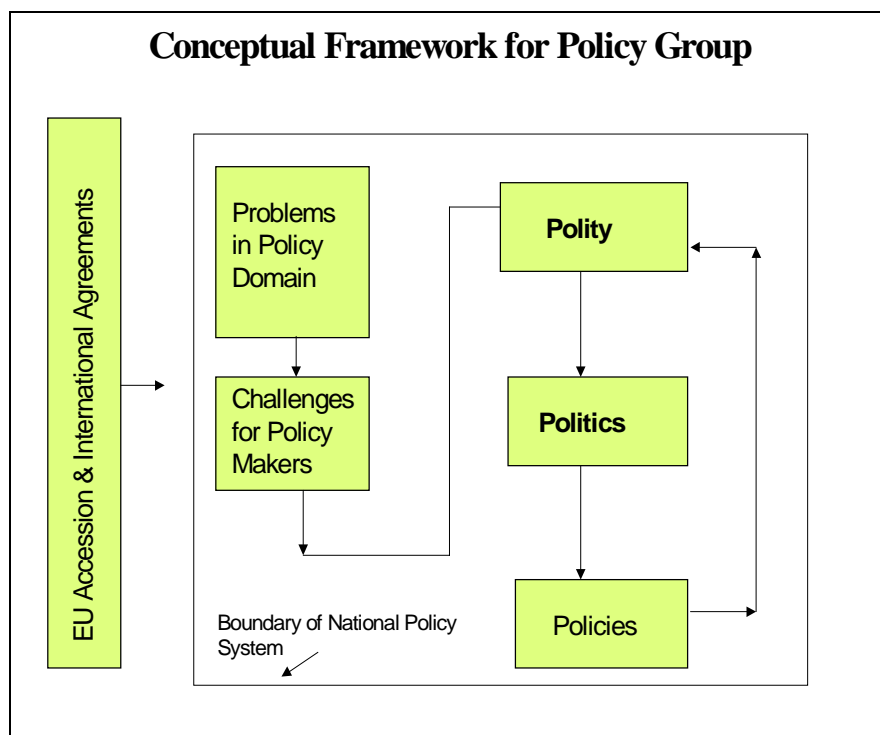 Conceptual Framework for Policy Group
EU Accession & International Agreements
Problems
in Policy
Domain
Challenges
for Policy
Makers
Polity
Politics
Policies
Boundary of National Policy
System